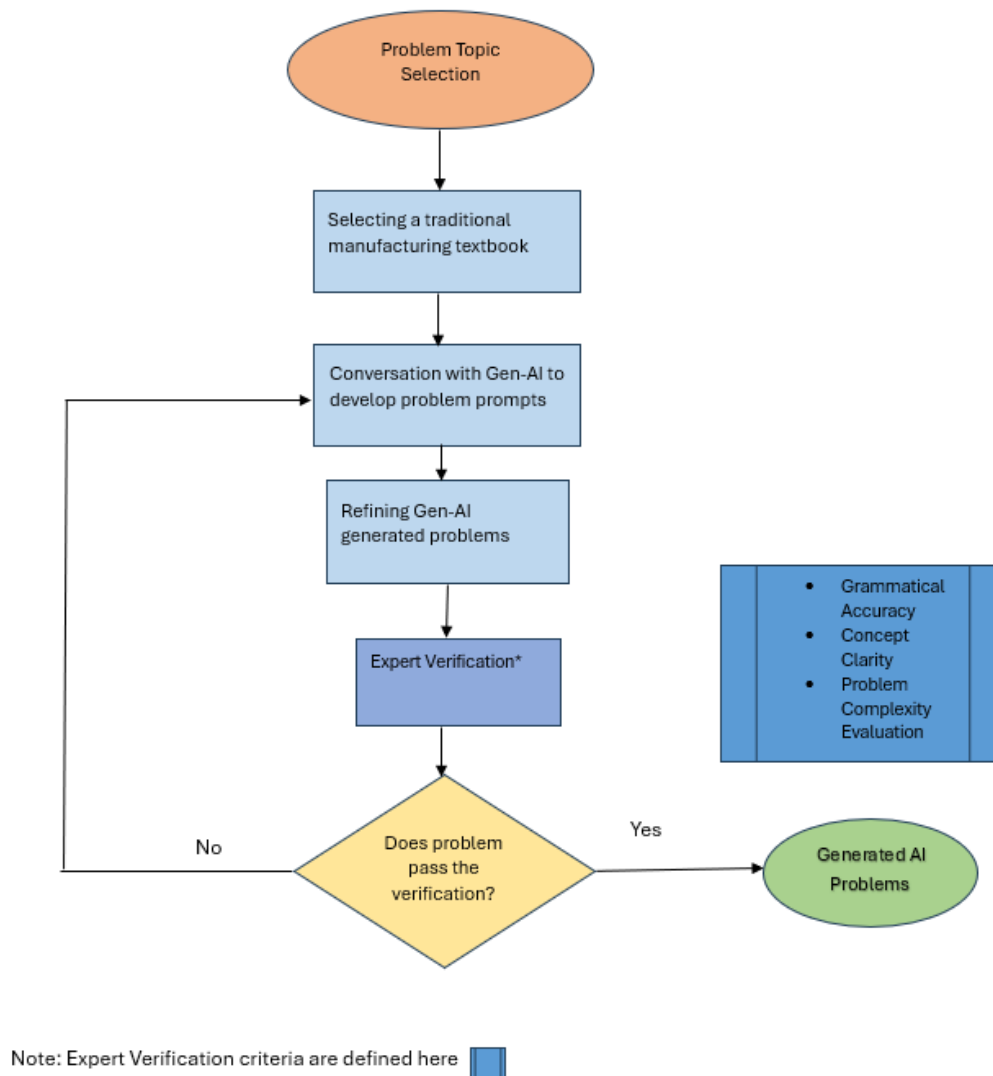 Problem Topic
Selection
Selecting a traditional
manufacturing textbook
Conversation with Gen-AI to
develop problem prompts
Refining Gen-AI
generated problems
• Grammatical
Accuracy
• Concept
Clarity
• Problem
Complexity
Evaluation
Expert Verification*
Does problem
pass the
verification?
No
Yes
Generated AI
Problems
Note: Expert Verification criteria are defined here